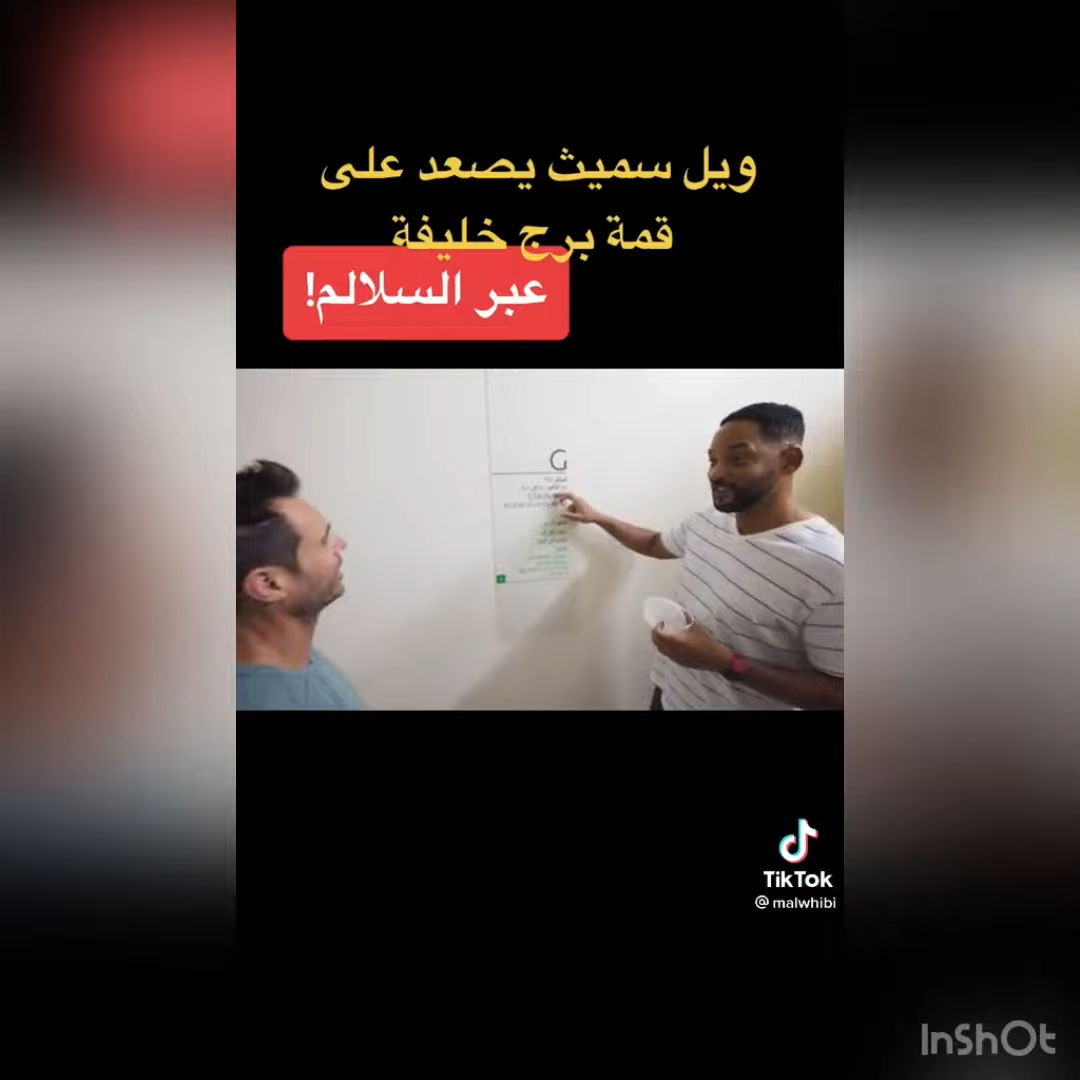 ويل سميث يصعد على
قمة برج خليفة
عبر السلالم!
G
TikTok
@malwhibi
InShOt